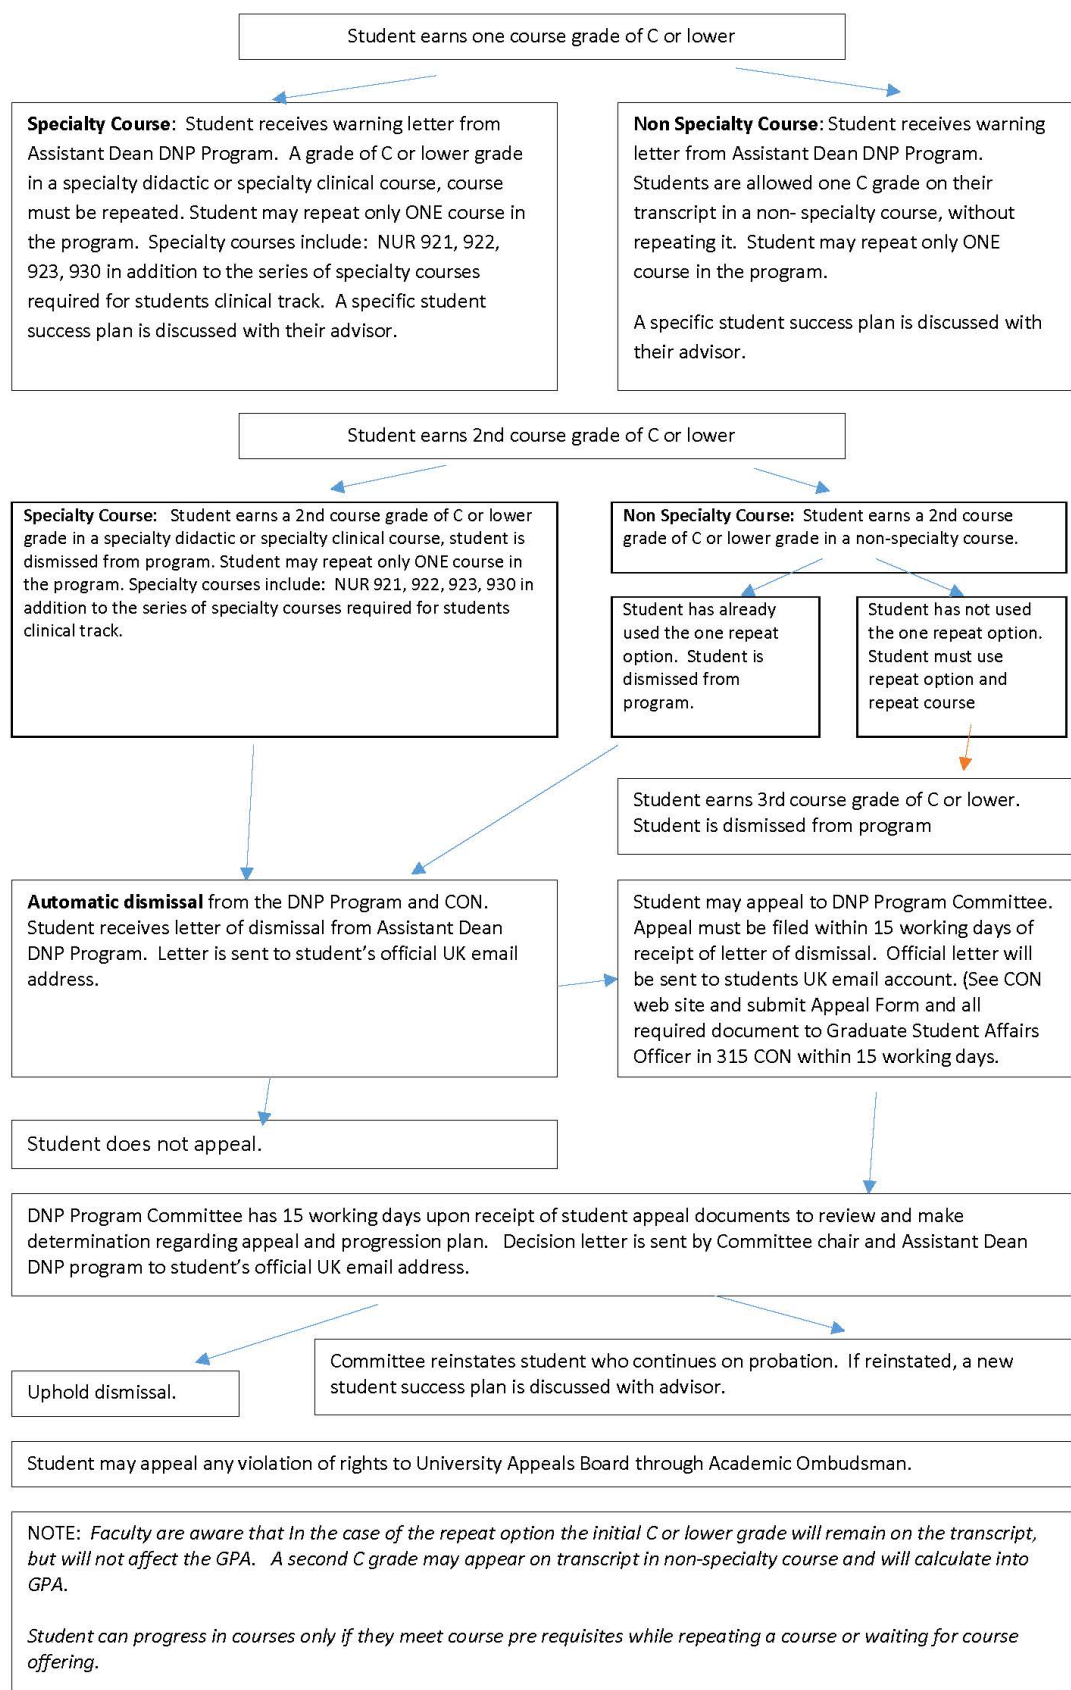 Student earns one course grade of C or lower
Specialty Course:  Student receives warning letter from
Assistant Dean DNP Program.  A grade of C or lower grade
in a specialty didactic or specialty clinical course, course
must be repeated. Student may repeat only ONE course in
the program.  Specialty courses include:  NUR 921, 922,
923, 930 in addition to the series of specialty courses
required for students clinical track.  A specific student
success plan is discussed with their advisor.
Non Specialty Course: Student receives warning
letter from Assistant Dean DNP Program.
Students are allowed one C grade on their
transcript in a non- specialty course, without
repeating it.  Student may repeat only ONE
course in the program.
A specific student success plan is discussed with
their advisor.
Student earns 2nd course grade of C or lower
Specialty Course:   Student earns a 2nd course grade of C or lower
grade in a specialty didactic or specialty clinical course, student is
dismissed from program. Student may repeat only ONE course in
the program. Specialty courses include:  NUR 921, 922, 923, 930 in
addition to the series of specialty courses required for students
clinical track.
Non Specialty Course:  Student earns a 2nd course
grade of C or lower grade in a non-specialty course.
Student has already
used the one repeat
option.  Student is
dismissed from
program.
Student has not used
the one repeat option.
Student must use
repeat option and
repeat course
Student earns 3rd course grade of C or lower.
Student is dismissed from program
Automatic dismissal from the DNP Program and CON.
Student receives letter of dismissal from Assistant Dean
DNP Program.  Letter is sent to student’s official UK email
address.
Student may appeal to DNP Program Committee.
Appeal must be filed within 15 working days of
receipt of letter of dismissal.  Official letter will
be sent to students UK email account. (See CON
web site and submit Appeal Form and all
required document to Graduate Student Affairs
Officer in 315 CON within 15 working days.
Student does not appeal.
DNP Program Committee has 15 working days upon receipt of student appeal documents to review and make
determination regarding appeal and progression plan.   Decision letter is sent by Committee chair and Assistant Dean
DNP program to student’s official UK email address.
Uphold dismissal.
Committee reinstates student who continues on probation.  If reinstated, a new
student success plan is discussed with advisor.
Student may appeal any violation of rights to University Appeals Board through Academic Ombudsman.
NOTE:  Faculty are aware that In the case of the repeat option the initial C or lower grade will remain on the transcript,
but will not affect the GPA.   A second C grade may appear on transcript in non-specialty course and will calculate into
GPA.
Student can progress in courses only if they meet course pre requisites while repeating a course or waiting for course
offering.